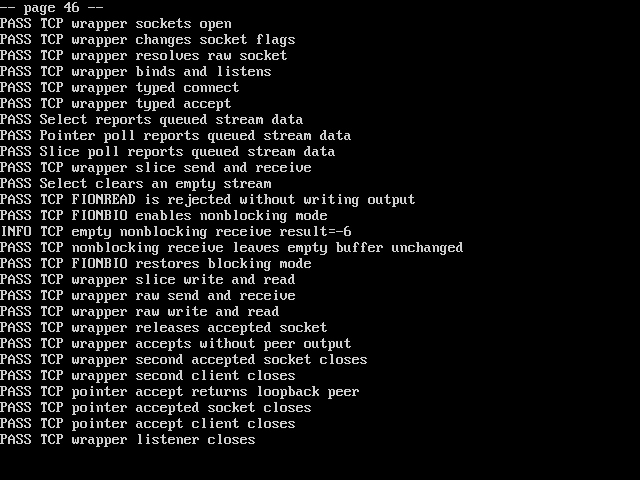 -- page 46 --
PASS TCP wrapper sockets open
PASS TCP wrapper changes socket flags
PASS TCP wrapper resolves raw socket
PASS TCP wrapper binds and listens
PASS TCP wrapper typed connect
PASS TCP wrapper typed accept
PASS Select reports queued stream data
PASS Pointer poll reports queued stream data
PASS Slice poll reports queued stream data
PASS TCP wrapper slice send and receive
PASS Select clears an empty stream
PASS TCP FIONREAD is rejected without writing output
PASS TCP FIONBIO enables nonblocking mode
INFO TCP empty nonblocking receive result=-6
PASS TCP nonblocking receive leaves empty buffer unchanged
PASS TCP FIONBIO restores blocking mode
PASS TCP wrapper slice write and read
PASS TCP wrapper raw send and receive
PASS TCP wrapper raw write and read
PASS TCP wrapper releases accepted socket
PASS TCP wrapper accepts without peer output
PASS TCP wrapper second accepted socket closes
PASS TCP wrapper second client closes
PASS TCP pointer accept returns loopback peer
PASS TCP pointer accepted socket closes
PASS TCP pointer accept client closes
PASS TCP wrapper listener closes